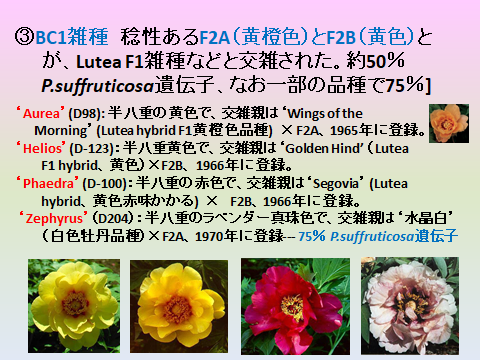 ③BC1雑種　稔性あるF2A(黄橙色)とF2B(黄色)と
が、Lutea F1雑種などと交雑された。約50%
P.suffruticosa遺伝子、なお一部の品種で75%]
‘Aurea’(D98): 半八重の黄色で、交雑親は‘Wings of the
Morning’ (Lutea hybrid F1黄橙色品種) ×F2A、1965年に登録。
‘Helios’(D-123): 半八重黄色で、交雑親は‘Golden Hind’ (Lutea
F1 hybrid、黄色)×F2B、1966年に登録。
‘Phaedra’(D-100): 半八重の赤色で、交雑親は‘Segovia’ (Lutea
hybrid、黄色赤味かかる) × F2B、1966年に登録。
‘Zephyrus’(D204): 半八重のラベンダー真珠色で、交雑親は‘水晶白’
(白色牡丹品種)×F2A、1970年に登録---75% P.suffruticosa遺伝子